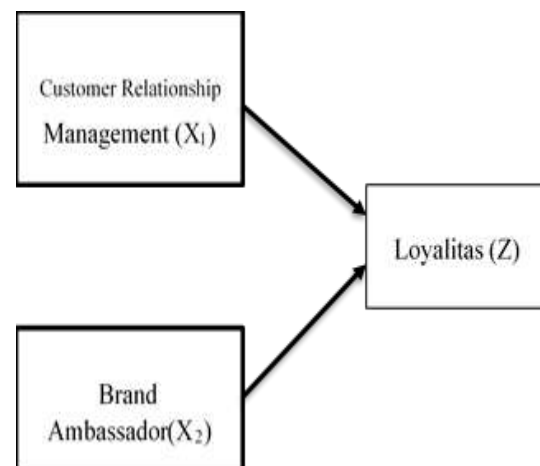 Customer Relationship
Management (X₁)
Loyalitas (Z)
Brand
Ambassador(X₂)